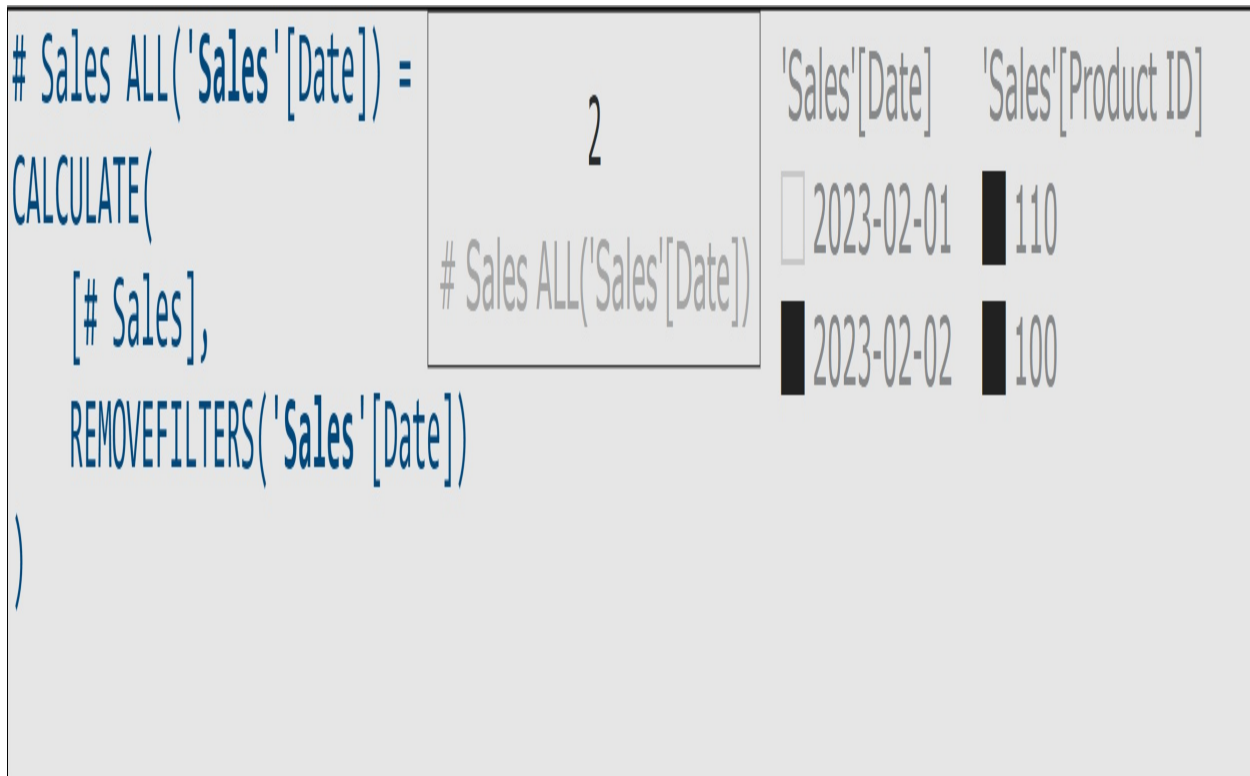 # Sales ALL('Sales'[Date]) =
CALCULATE(
[# Sales],
REMOVEFILTERS('Sales'[Date])
)
2
# Sales ALL('Sales'[Date])
'Sales'[Date]
2023-02-01
2023-02-02
'Sales'[Product ID]
110
100